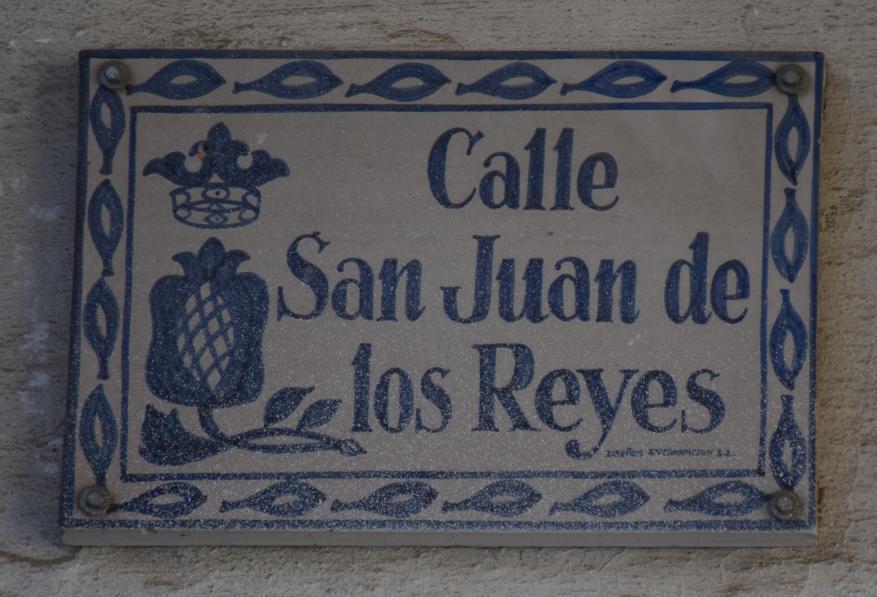 Calle
San Juan de
los Reyes